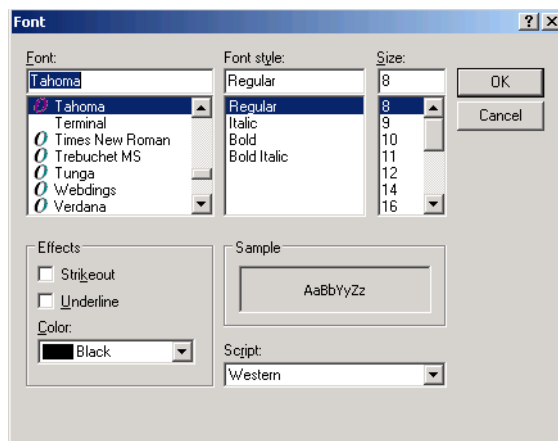 Font
Font:
Tahoma
Tahoma
Terminal
Times New Roman
Trebuchet MS
Tunga
Webdings
Verdana
Font style:
Regular
Regular
Italic
Bold
Bold Italic
Size:
8
8
9
10
11
12
14
16
OK
Cancel
Effects
Strikeout
Underline
Color:
Black
Sample
AaBbYyZz
Script:
Western